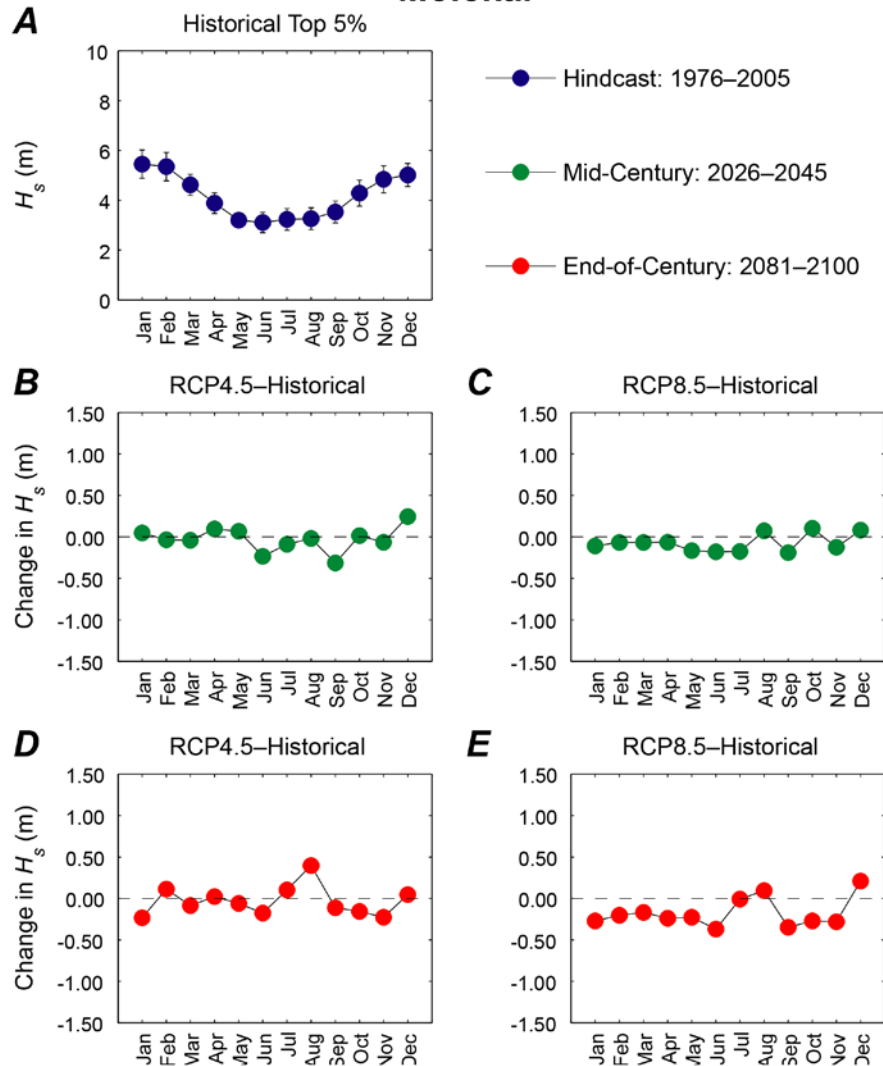 A
Historical Top 5%
10
8
6
4
2
0
Hs (m)
Jan
Feb
Mar
Apr
May
Jun
Jul
Aug
Sep
Oct
Nov
Dec
Hindcast: 1976–2005
Mid-Century: 2026–2045
End-of-Century: 2081–2100
B
RCP4.5–Historical
1.50
1.00
0.50
0.00
-0.50
-1.00
-1.50
Change in Hs (m)
Jan
Feb
Mar
Apr
May
Jun
Jul
Aug
Sep
Oct
Nov
Dec
C
RCP8.5–Historical
1.50
1.00
0.50
0.00
-0.50
-1.00
-1.50
Jan
Feb
Mar
Apr
May
Jun
Jul
Aug
Sep
Oct
Nov
Dec
D
RCP4.5–Historical
1.50
1.00
0.50
0.00
-0.50
-1.00
-1.50
Change in Hs (m)
Jan
Feb
Mar
Apr
May
Jun
Jul
Aug
Sep
Oct
Nov
Dec
E
RCP8.5–Historical
1.50
1.00
0.50
0.00
-0.50
-1.00
-1.50
Jan
Feb
Mar
Apr
May
Jun
Jul
Aug
Sep
Oct
Nov
Dec